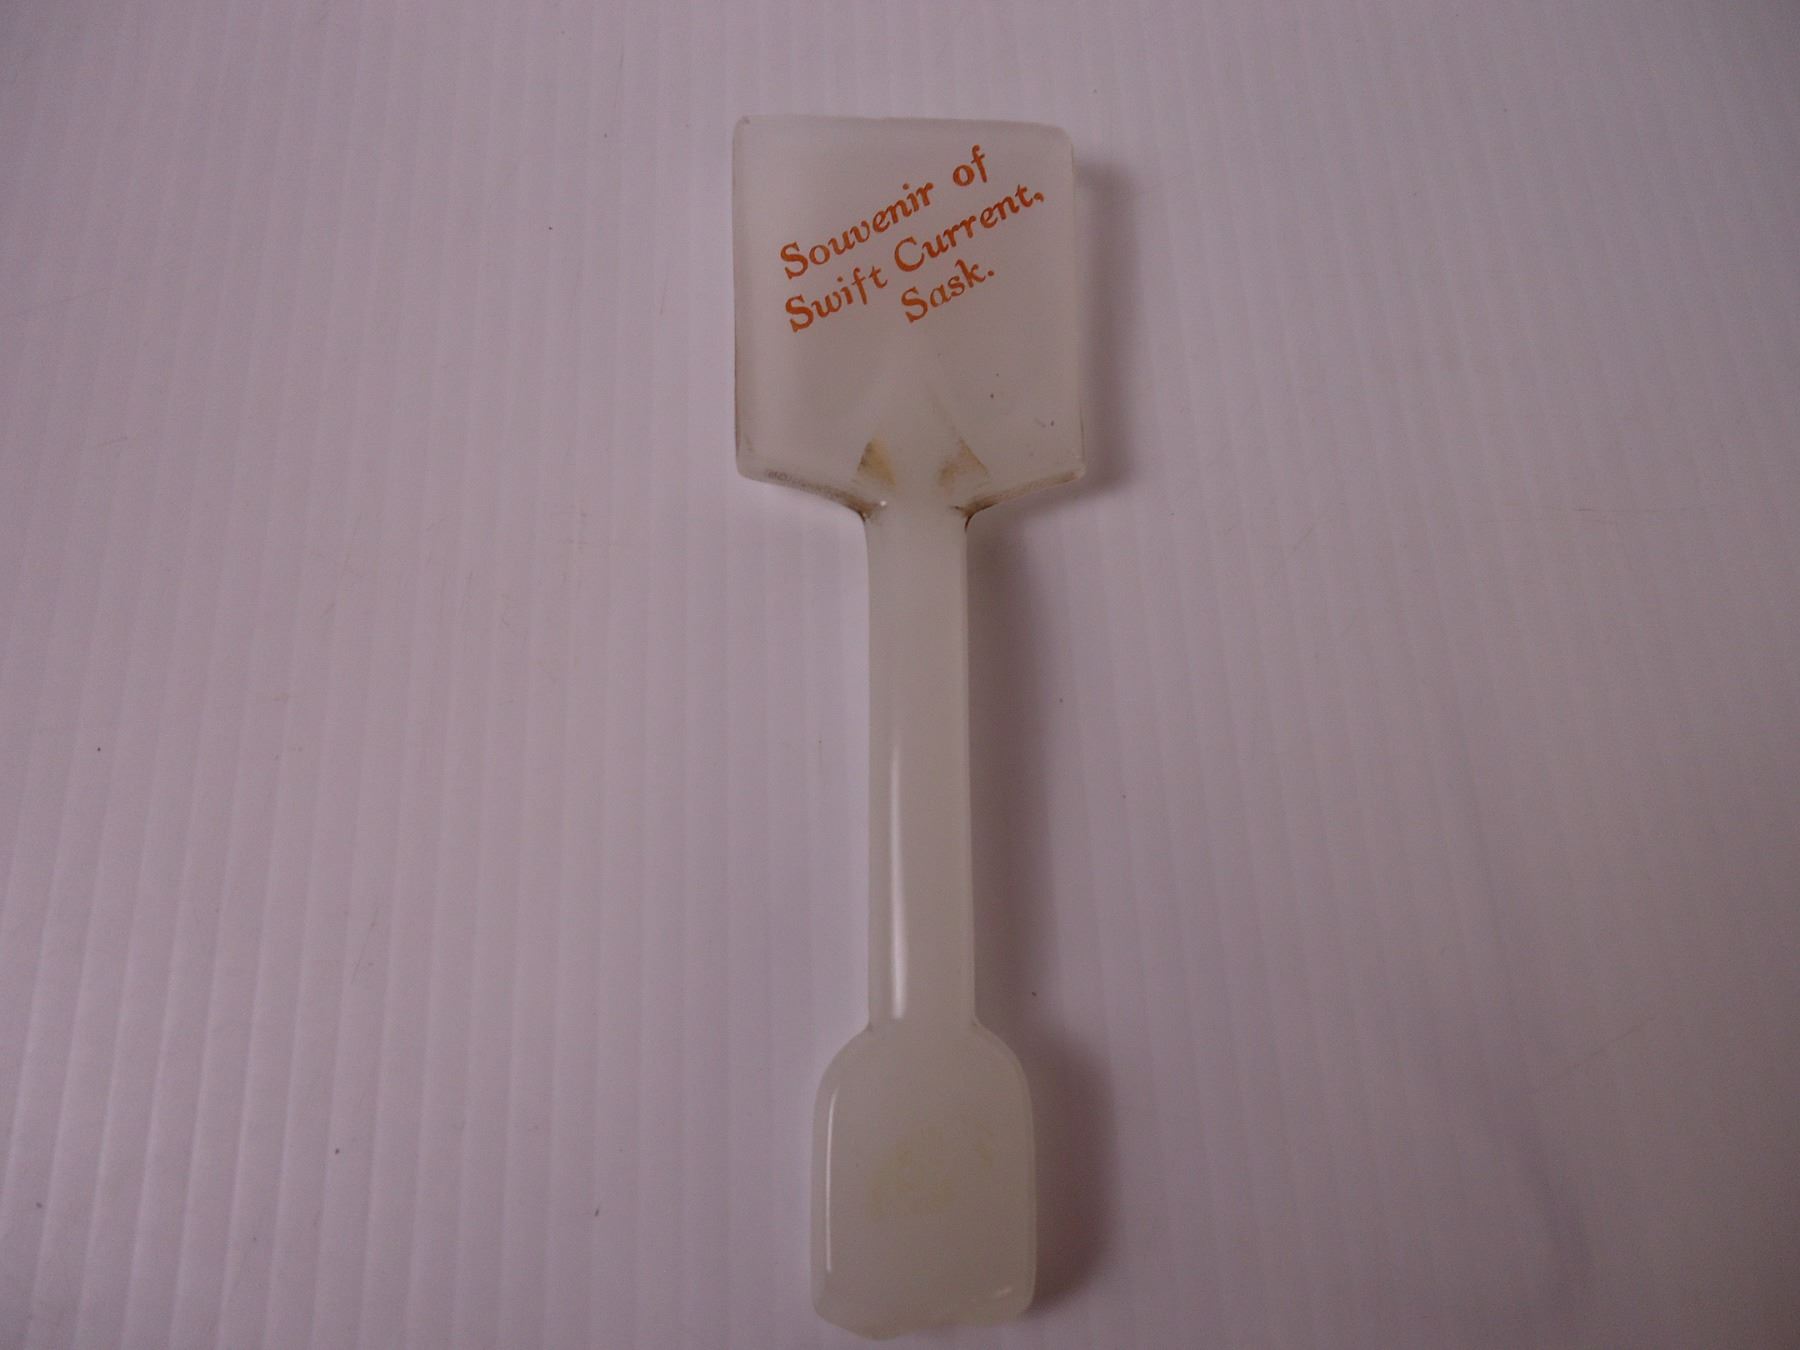 Souvenir of
Swift Current,
Sask.